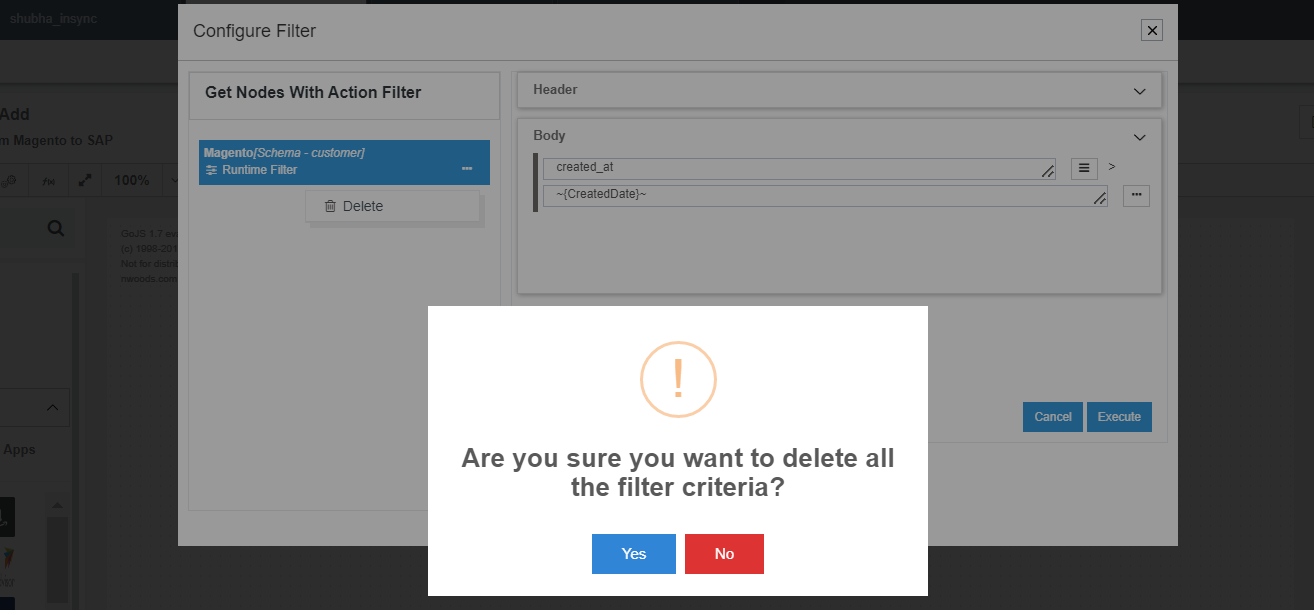 shubha_insync
Configure Filter
Add
m Magento to SAP
100%
Get Nodes With Action Filter
Magento[Schema - customer]
Runtime Filter
Delete
Header
Body
created_at
>
~{CreatedDate}~
GoJS 1.7 eva
(c) 1998-201
Not for distrib
nwoods.com
Cancel
Execute
Apps
Are you sure you want to delete all
the filter criteria?
Yes
No